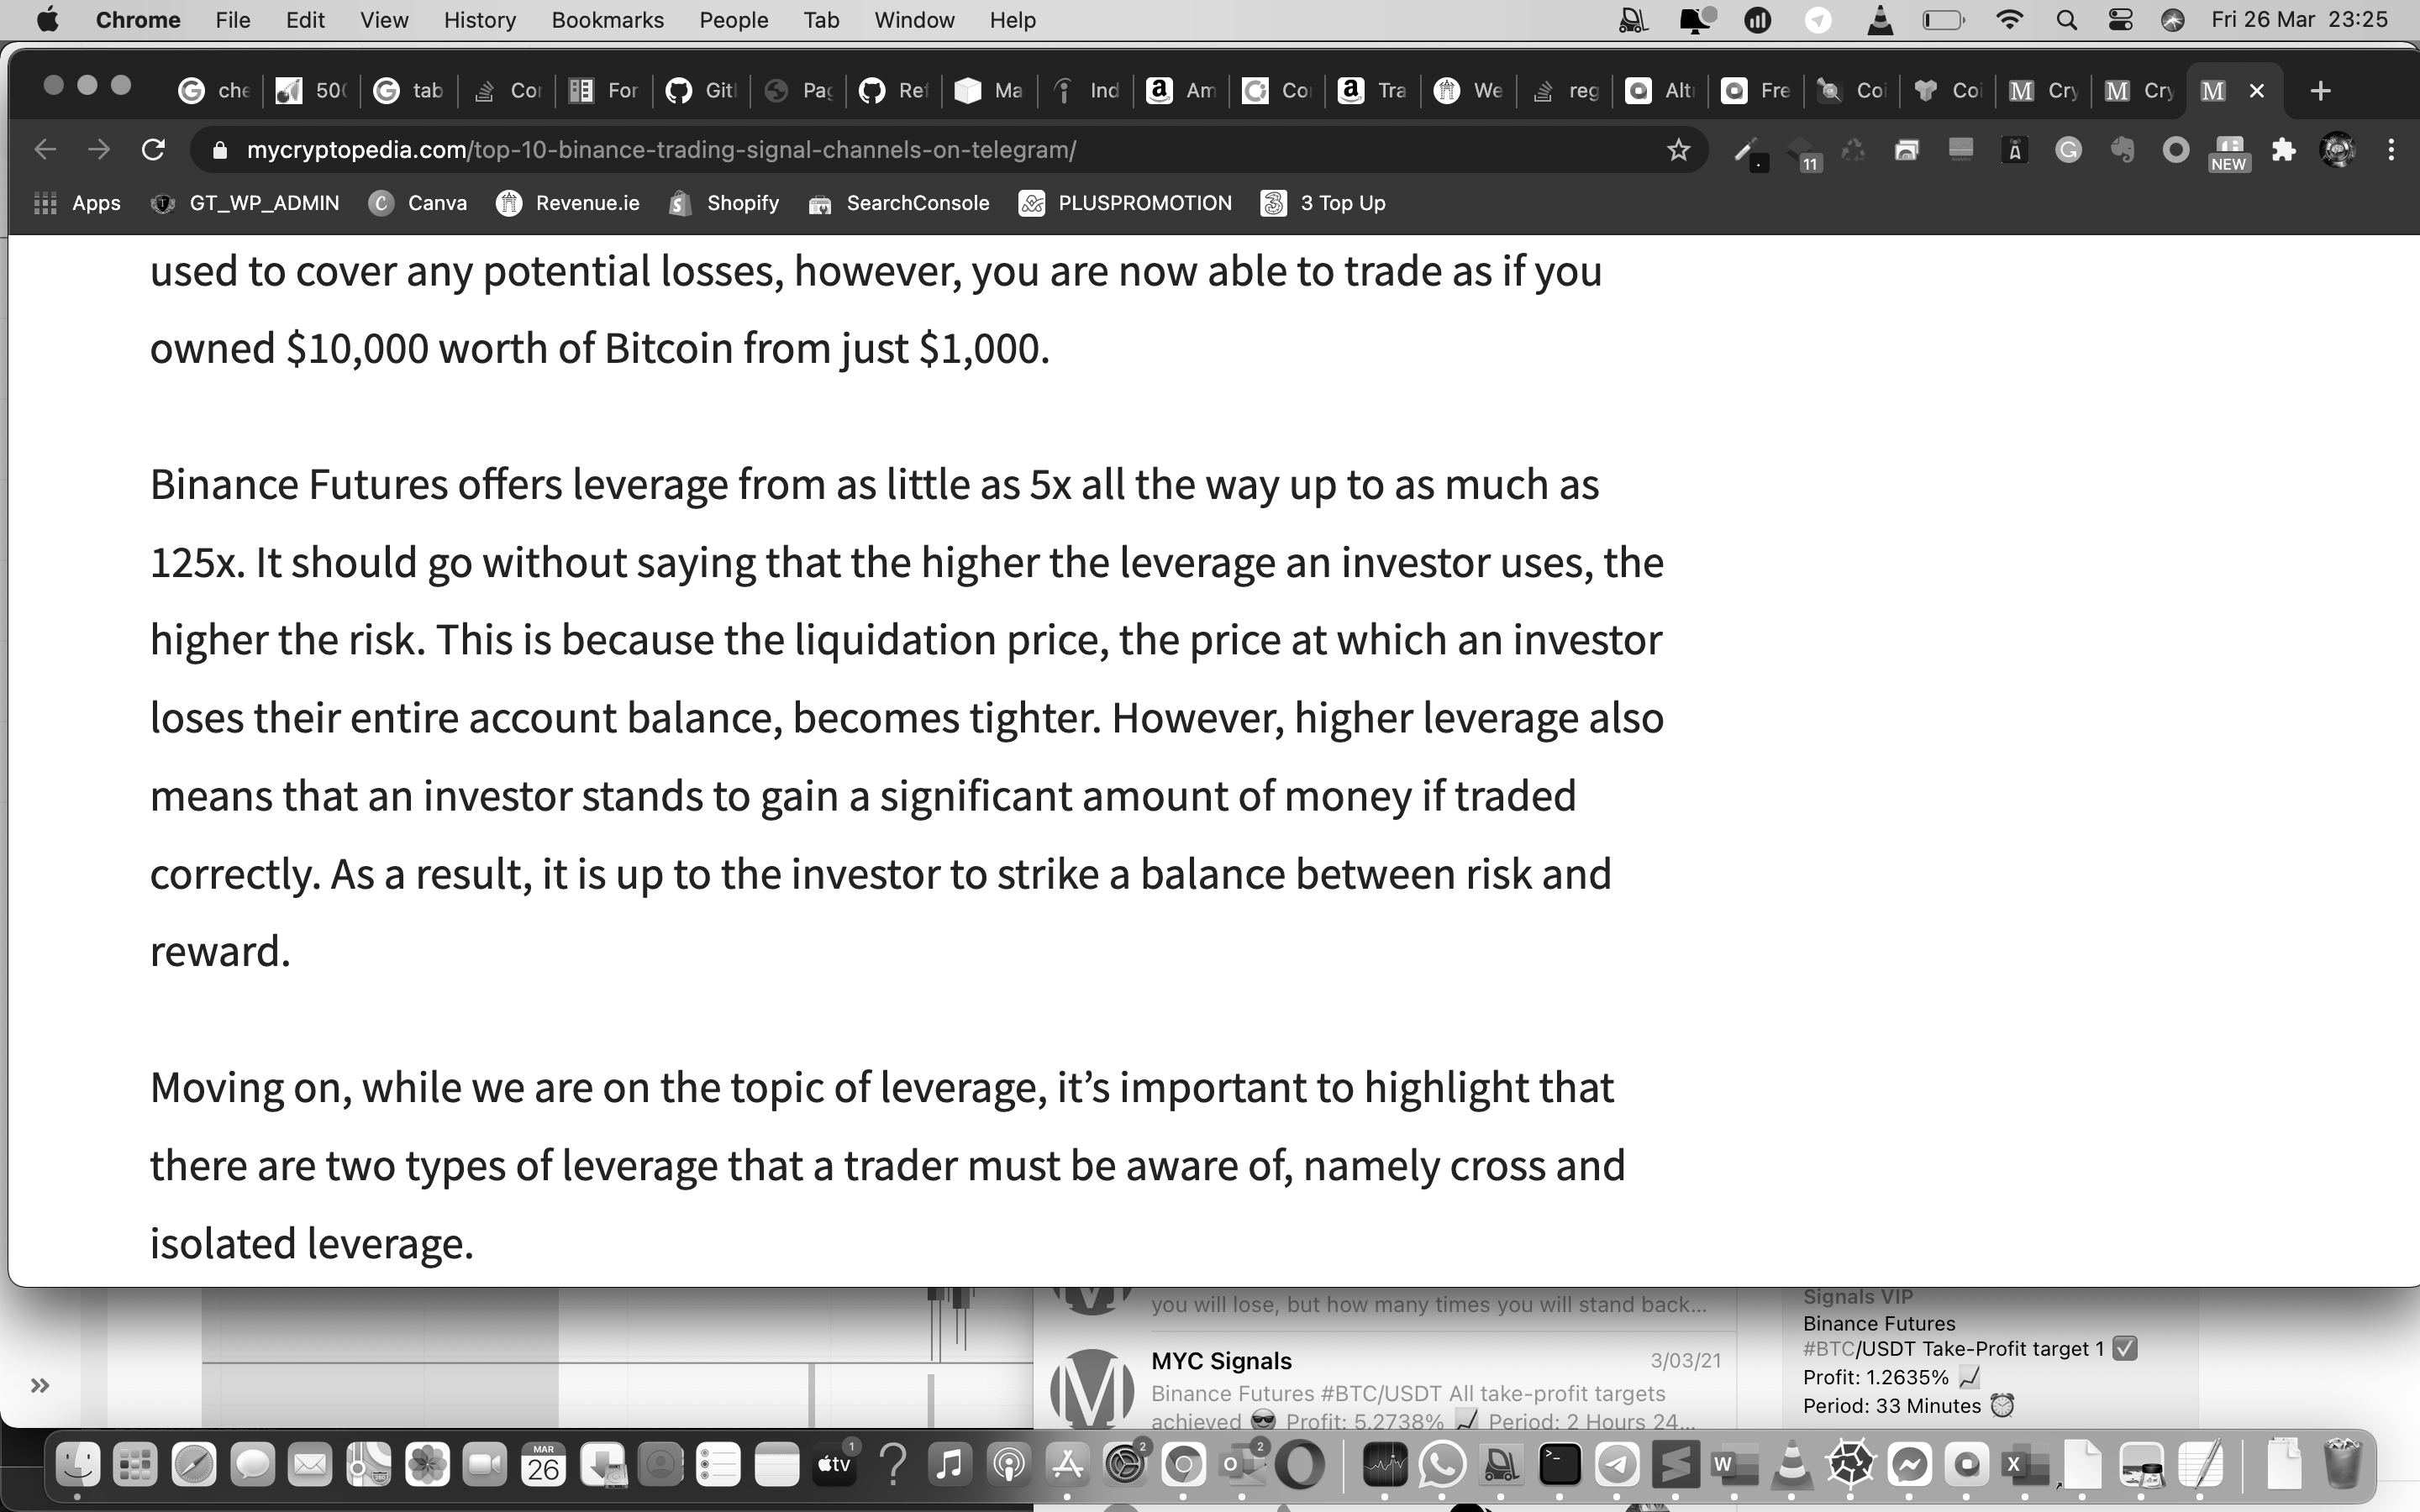 Chrome File Edit View History Bookmarks People Tab Window Help Fri 26 Mar 23:25
che 50( tab Cor For Git Pag Ref Ma Ind Am Co Tra We reg Alt Fre Coi Coi Cry Cry
mycryptopedia.com/top-10-binance-trading-signal-channels-on-telegram/ 11 NEW
Apps GT_WP_ADMIN Canva Revenue.ie Shopify SearchConsole PLUSPROMOTION 3 Top Up
used to cover any potential losses, however, you are now able to trade as if you
owned $10,000 worth of Bitcoin from just $1,000.
Binance Futures offers leverage from as little as 5x all the way up to as much as
125x. It should go without saying that the higher the leverage an investor uses, the
higher the risk. This is because the liquidation price, the price at which an investor
loses their entire account balance, becomes tighter. However, higher leverage also
means that an investor stands to gain a significant amount of money if traded
correctly. As a result, it is up to the investor to strike a balance between risk and
reward.
Moving on, while we are on the topic of leverage, it’s important to highlight that
there are two types of leverage that a trader must be aware of, namely cross and
isolated leverage.
you will lose, but how many times you will stand back...
MYC Signals 3/03/21
Binance Futures #BTC/USDT All take-profit targets
achieved 😎 Profit: 5.2738% 📈 Period: 2 Hours 24...
Signals VIP
Binance Futures
#BTC/USDT Take-Profit target 1 ☑️
Profit: 1.2635% 📈
Period: 33 Minutes ⏰
MAR
26
tv 1 2 2